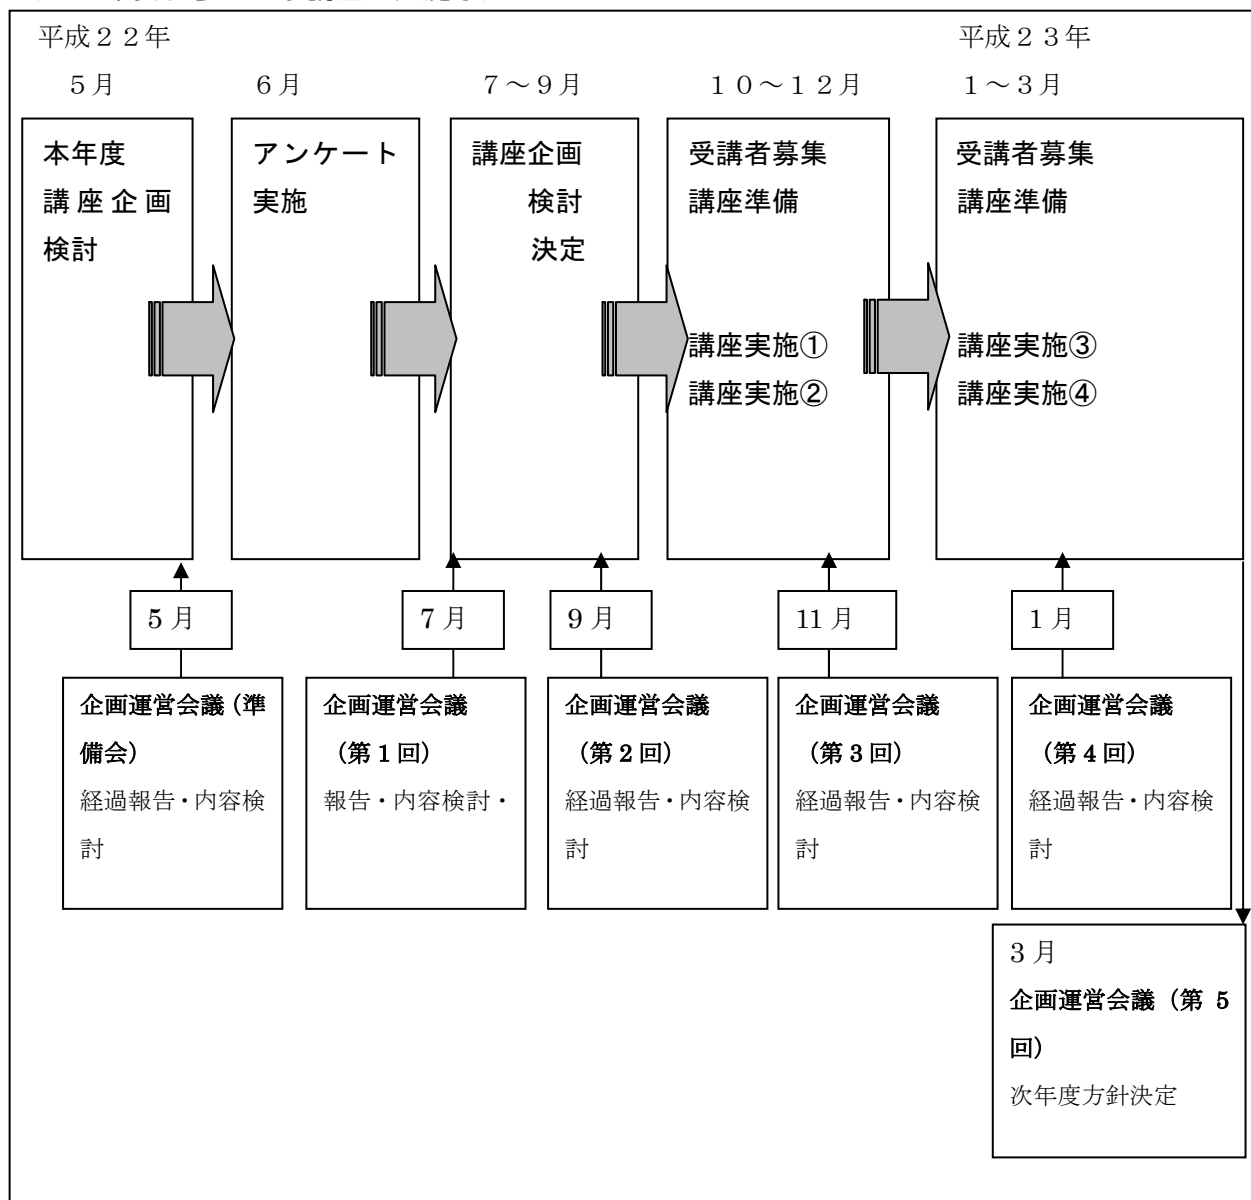 平成２２年
平成２３年
５月
６月
７～９月
１０～１２月
１～３月
本年度
講座企画
検討
アンケート
実施
講座企画
検討
決定
受講者募集
講座準備
講座実施①
講座実施②
受講者募集
講座準備
講座実施③
講座実施④
5 月
7 月
9 月
11 月
1 月
企画運営会議（準
備会）
経過報告・内容検
討
企画運営会議
（第 1 回）
報告・内容検討・
企画運営会議
（第 2 回）
経過報告・内容検
討
企画運営会議
（第 3 回）
経過報告・内容検
討
企画運営会議
（第 4 回）
経過報告・内容検
討
3 月
企画運営会議（第 5
回）
次年度方針決定